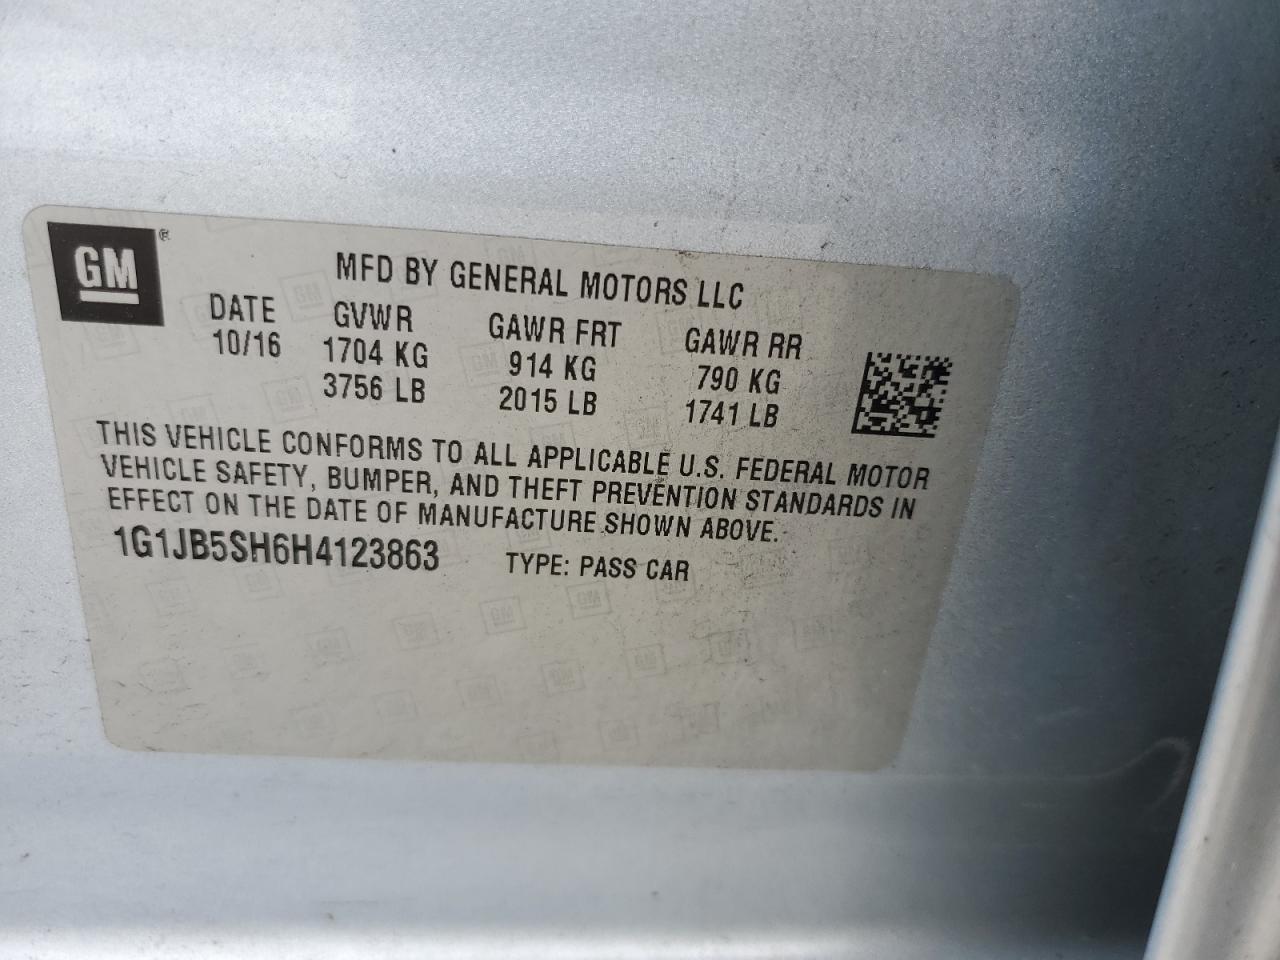 GM ®
MFD BY GENERAL MOTORS LLC
DATE GVWR GAWR FRT GAWR RR
10/16 1704 KG 914 KG 790 KG
3756 LB 2015 LB 1741 LB
THIS VEHICLE CONFORMS TO ALL APPLICABLE U.S. FEDERAL MOTOR
VEHICLE SAFETY, BUMPER, AND THEFT PREVENTION STANDARDS IN
EFFECT ON THE DATE OF MANUFACTURE SHOWN ABOVE.
1G1JB5SH6H4123863 TYPE: PASS CAR